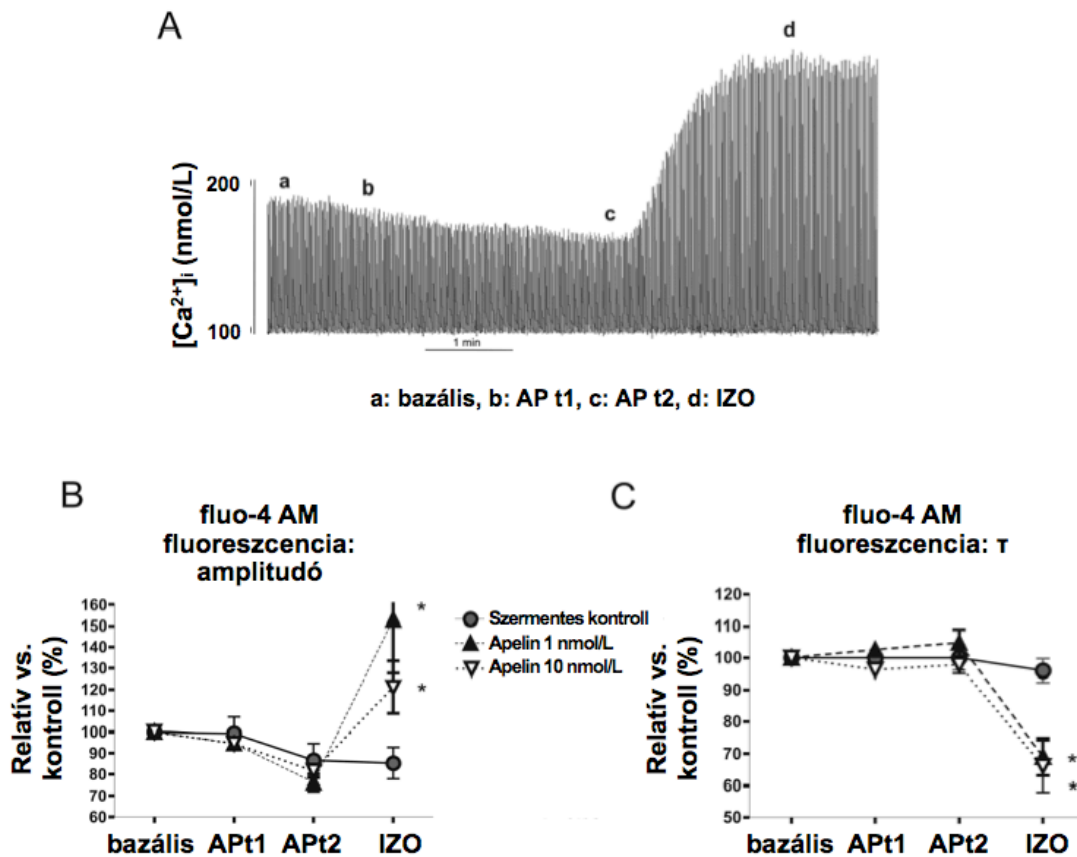 A
d
a
b
c
200
100
[Ca²⁺]ᵢ (nmol/L)
1 min
a: bazális, b: AP t1, c: AP t2, d: IZO
B
fluo-4 AM
fluoreszcencia:
amplitudó
Relatív vs.
kontroll (%)
160
150
140
130
120
110
100
90
80
70
60
*
*
bazális APt1 APt2 IZO
Szermentes kontroll
Apelin 1 nmol/L
Apelin 10 nmol/L
C
fluo-4 AM
fluoreszcencia: τ
Relatív vs.
kontroll (%)
120
110
100
90
80
70
60
50
*
*
bazális APt1 APt2 IZO